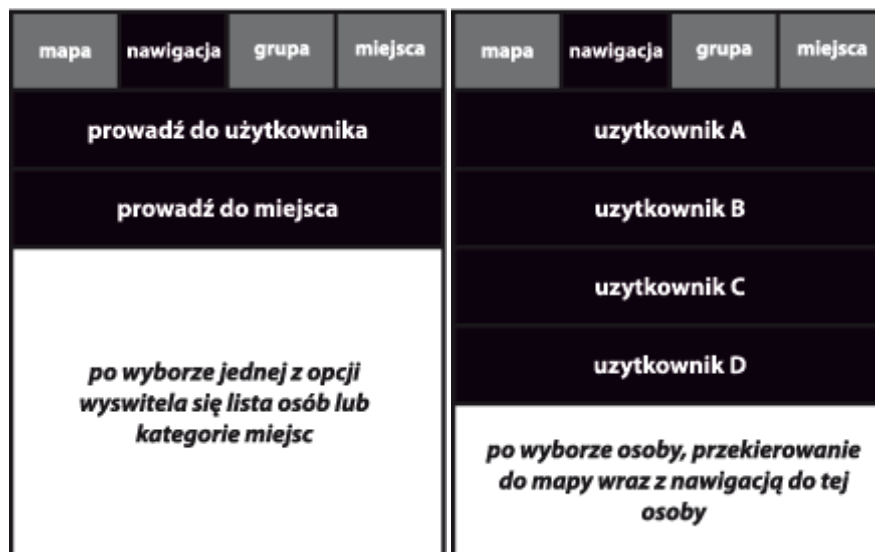 mapa nawigacja grupa miejsca
prowadź do użytkownika
prowadź do miejsca
po wyborze jednej z opcji
wyswitela się lista osób lub
kategorie miejsc
mapa nawigacja grupa miejsca
uzytkownik A
uzytkownik B
uzytkownik C
uzytkownik D
po wyborze osoby, przekierowanie
do mapy wraz z nawigacją do tej
osoby